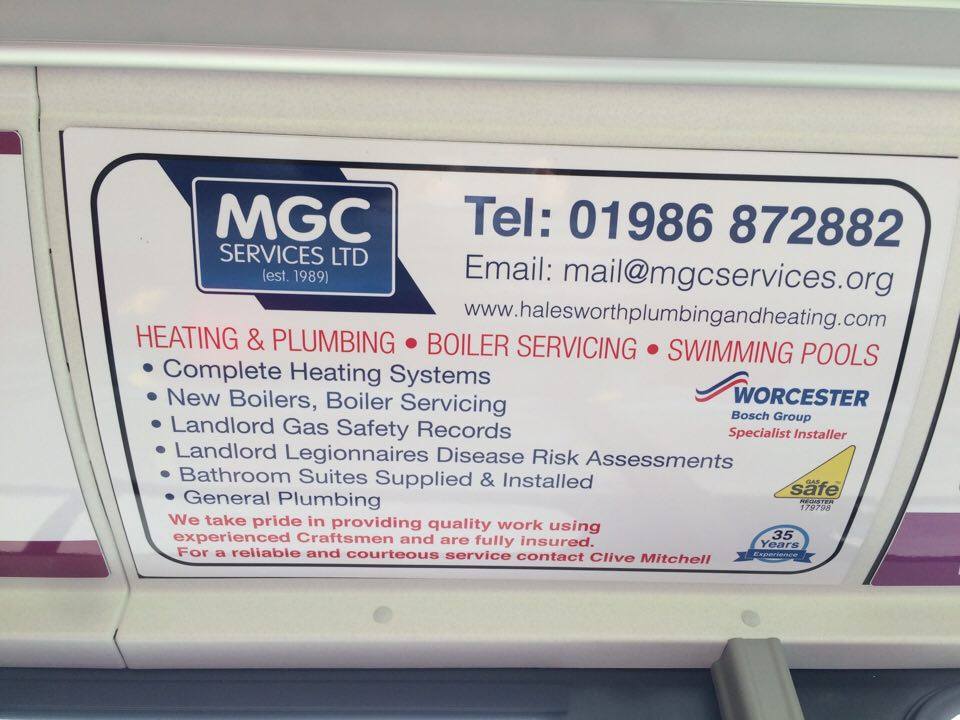 MGC
SERVICES LTD
(est. 1989)
Tel: 01986 872882
Email: mail@mgcservices.org
www.halesworthplumbingandheating.com
HEATING & PLUMBING • BOILER SERVICING • SWIMMING POOLS
• Complete Heating Systems
• New Boilers, Boiler Servicing
• Landlord Gas Safety Records
• Landlord Legionnaires Disease Risk Assessments
• Bathroom Suites Supplied & Installed
• General Plumbing
We take pride in providing quality work using
experienced Craftsmen and are fully insured.
For a reliable and courteous service contact Clive Mitchell
WORCESTER
Bosch Group
Specialist Installer
GAS
safe
REGISTER
179798
35
Years
Experience